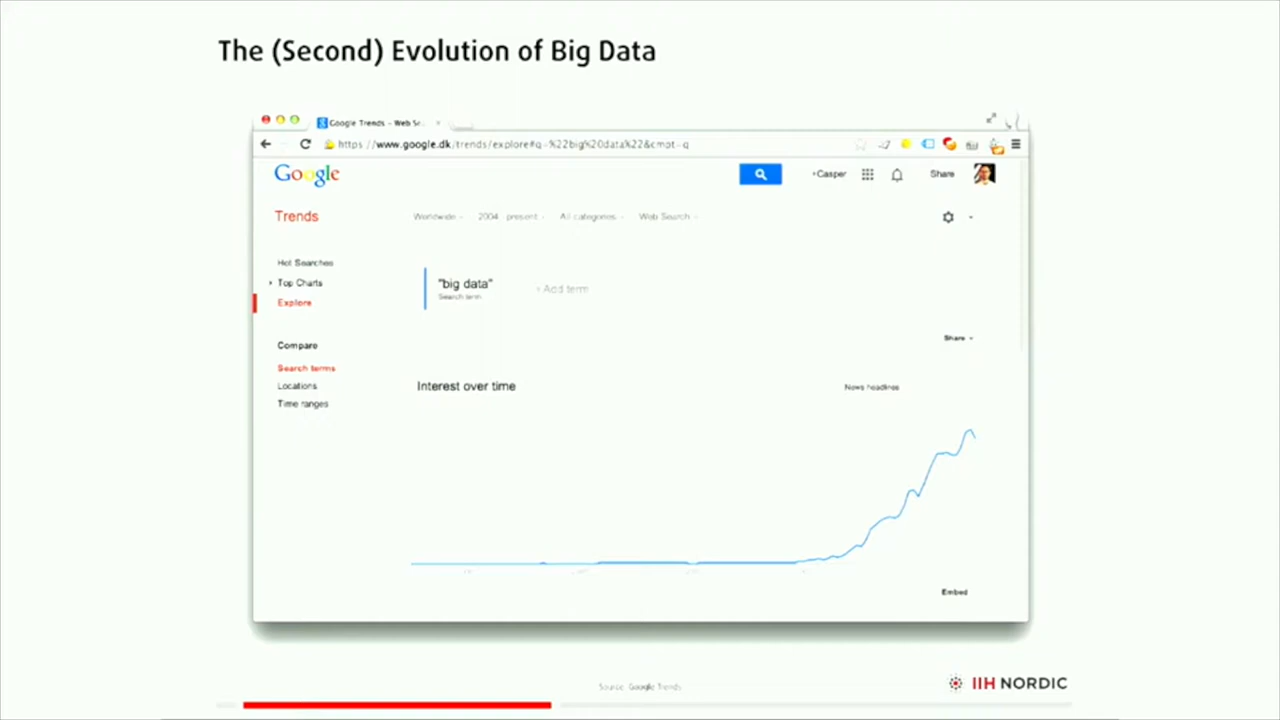 The (Second) Evolution of Big Data
Google Trends - Web Se...
https://www.google.dk/trends/explore#q=%22big%20data%22&cmpt=q
Google
+Casper
Share
Trends
Worldwide
2004 - present
All categories
Web Search
Hot Searches
Top Charts
Explore
"big data"
Search term
+ Add term
Share
Compare
Search terms
Locations
Time ranges
Interest over time
News headlines
Embed
Source: Google Trends
IIH NORDIC